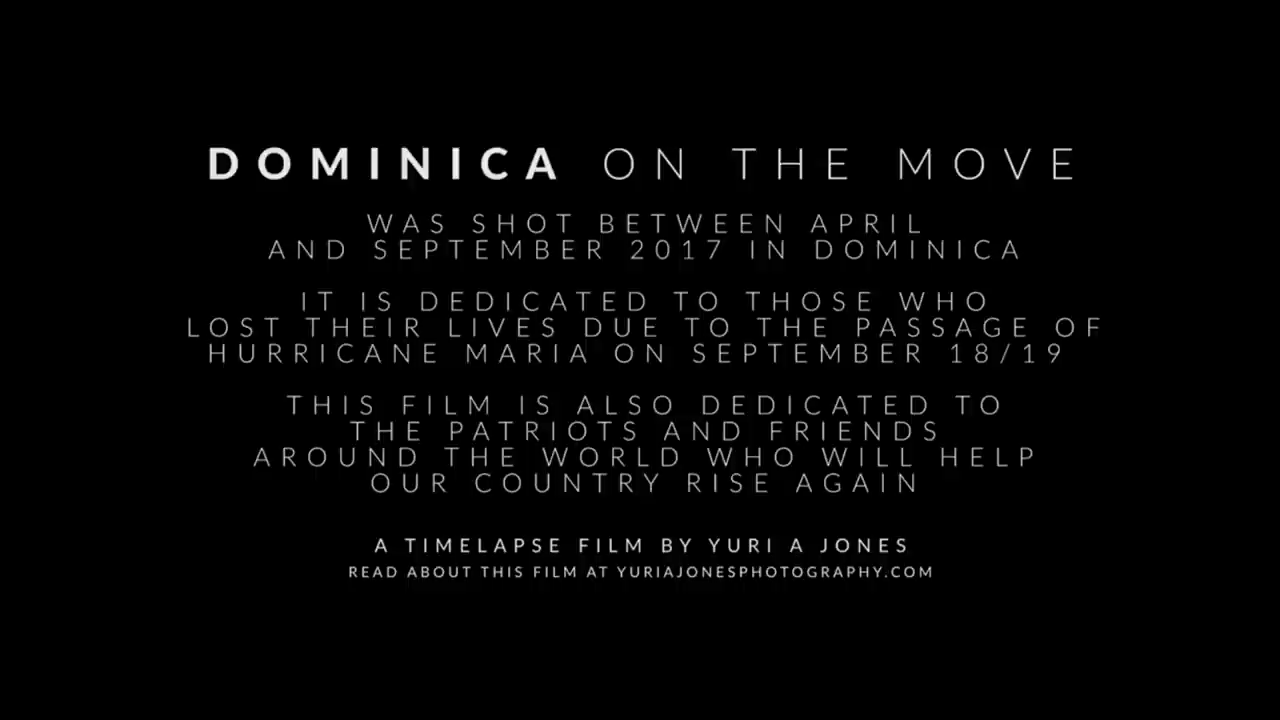 DOMINICA ON THE MOVE
WAS SHOT BETWEEN APRIL
AND SEPTEMBER 2017 IN DOMINICA
IT IS DEDICATED TO THOSE WHO
LOST THEIR LIVES DUE TO THE PASSAGE OF
HURRICANE MARIA ON SEPTEMBER 18/19
THIS FILM IS ALSO DEDICATED TO
THE PATRIOTS AND FRIENDS
AROUND THE WORLD WHO WILL HELP
OUR COUNTRY RISE AGAIN
A TIMELAPSE FILM BY YURI A JONES
READ ABOUT THIS FILM AT YURIAJONESPHOTOGRAPHY.COM